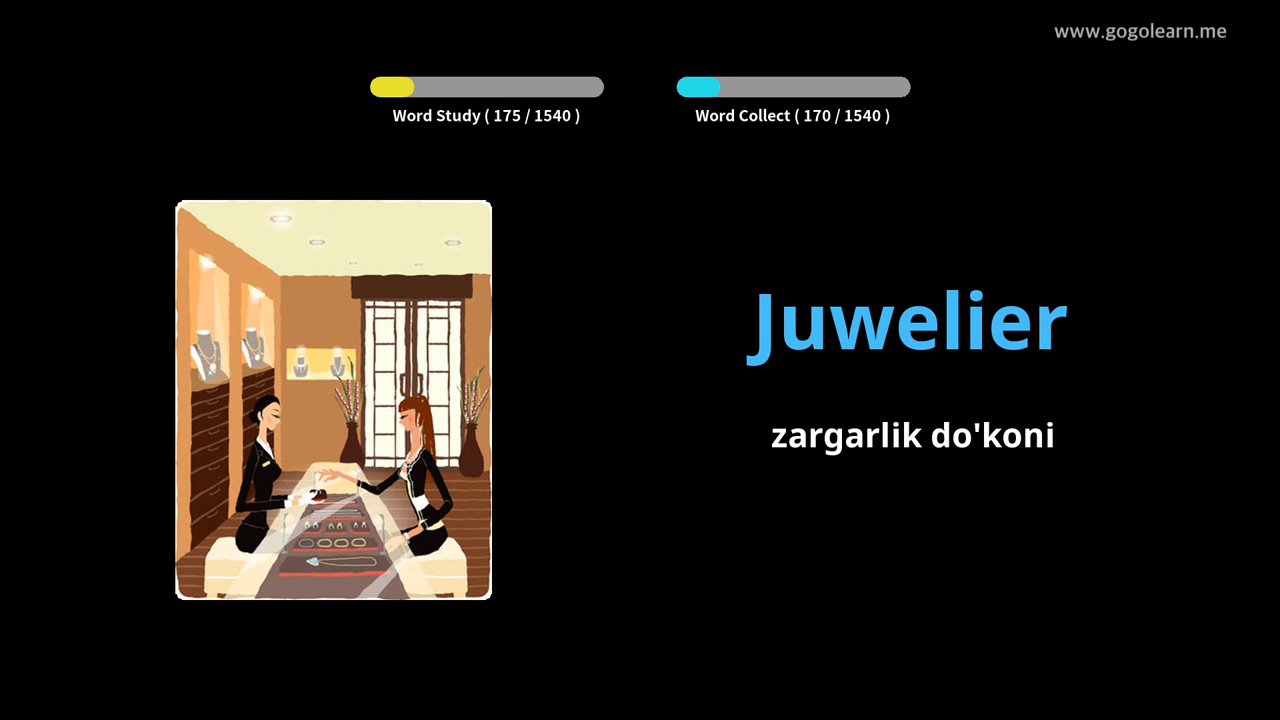 www.gogolearn.me
Word Study ( 175 / 1540 )
Word Collect ( 170 / 1540 )
Juwelier
zargarlik do'koni